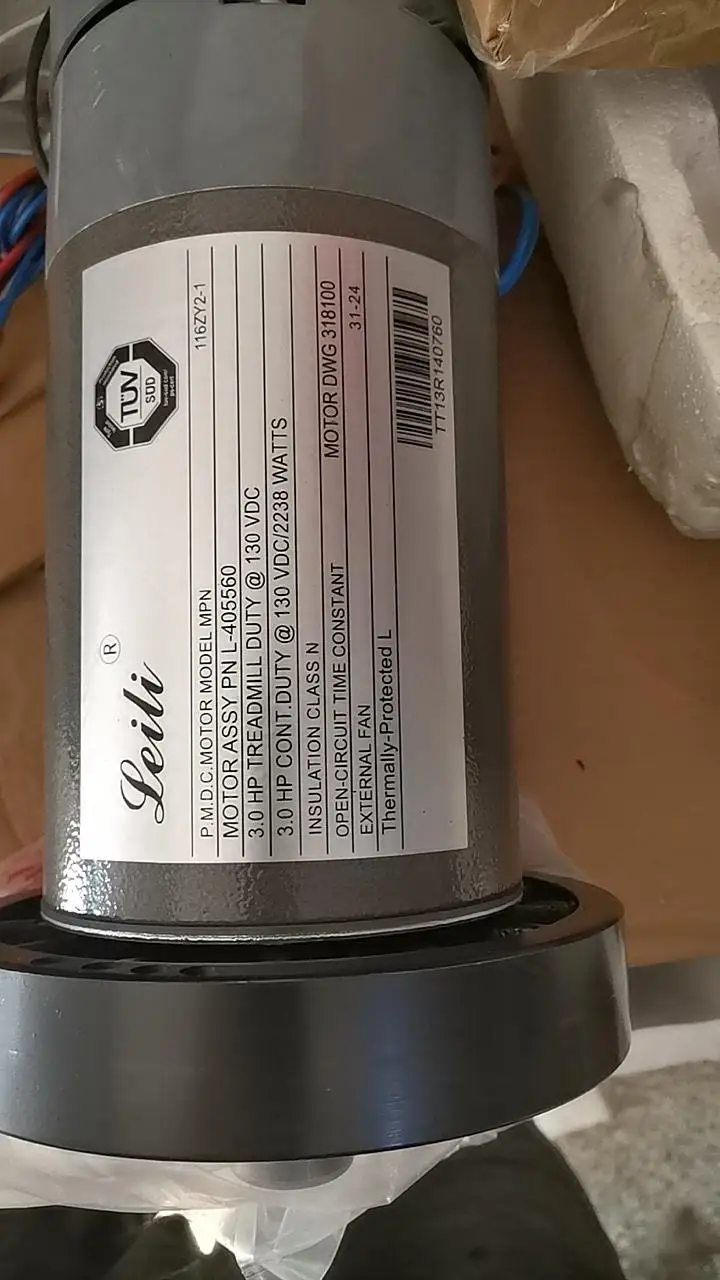 Leili ®
TÜV
SÜD
P.M.D.C.MOTOR MODEL MPN 116ZY2-1
MOTOR ASSY PN L-405560
3.0 HP TREADMILL DUTY @ 130 VDC
3.0 HP CONT.DUTY @ 130 VDC/2238 WATTS
INSULATION CLASS N
OPEN-CIRCUIT TIME CONSTANT MOTOR DWG 318100
EXTERNAL FAN 31-24
Thermally-Protected L
TT13R140760